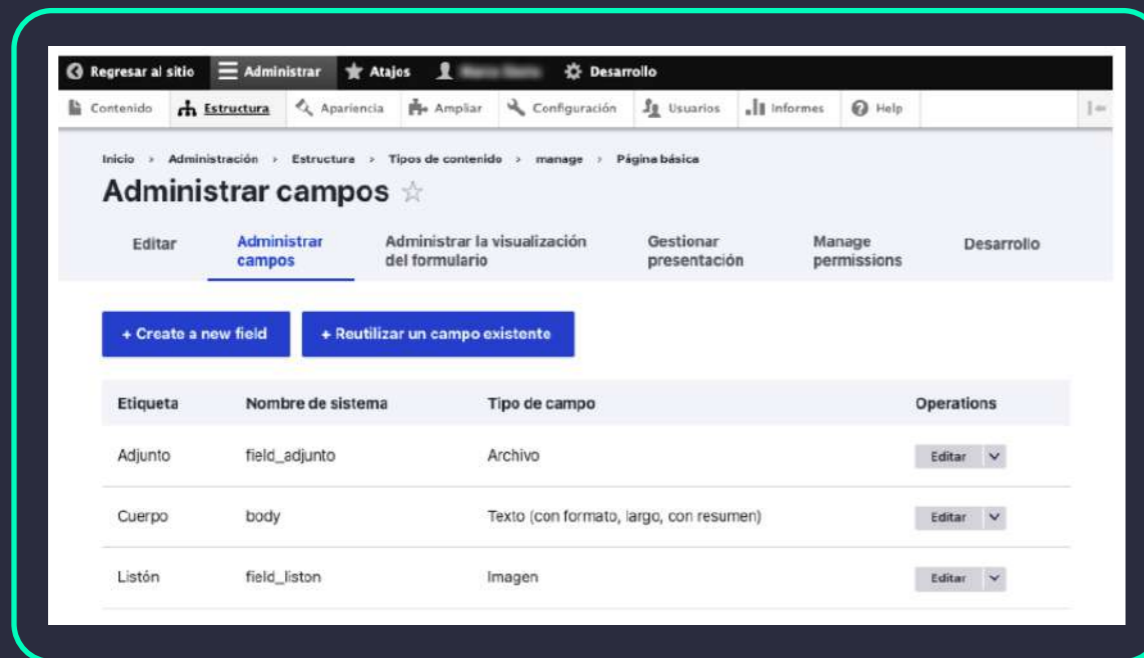 Regresar al sitio Administrar Atajos Desarrollo
Contenido Estructura Apariencia Ampliar Configuración Usuarios Informes Help
Inicio > Administración > Estructura > Tipos de contenido > manage > Página básica
Administrar campos
Editar Administrar campos Administrar la visualización del formulario Gestionar presentación Manage permissions Desarrollo
+ Create a new field + Reutilizar un campo existente
Etiqueta Nombre de sistema Tipo de campo Operations
Adjunto field_adjunto Archivo Editar
Cuerpo body Texto (con formato, largo, con resumen) Editar
Listón field_liston Imagen Editar